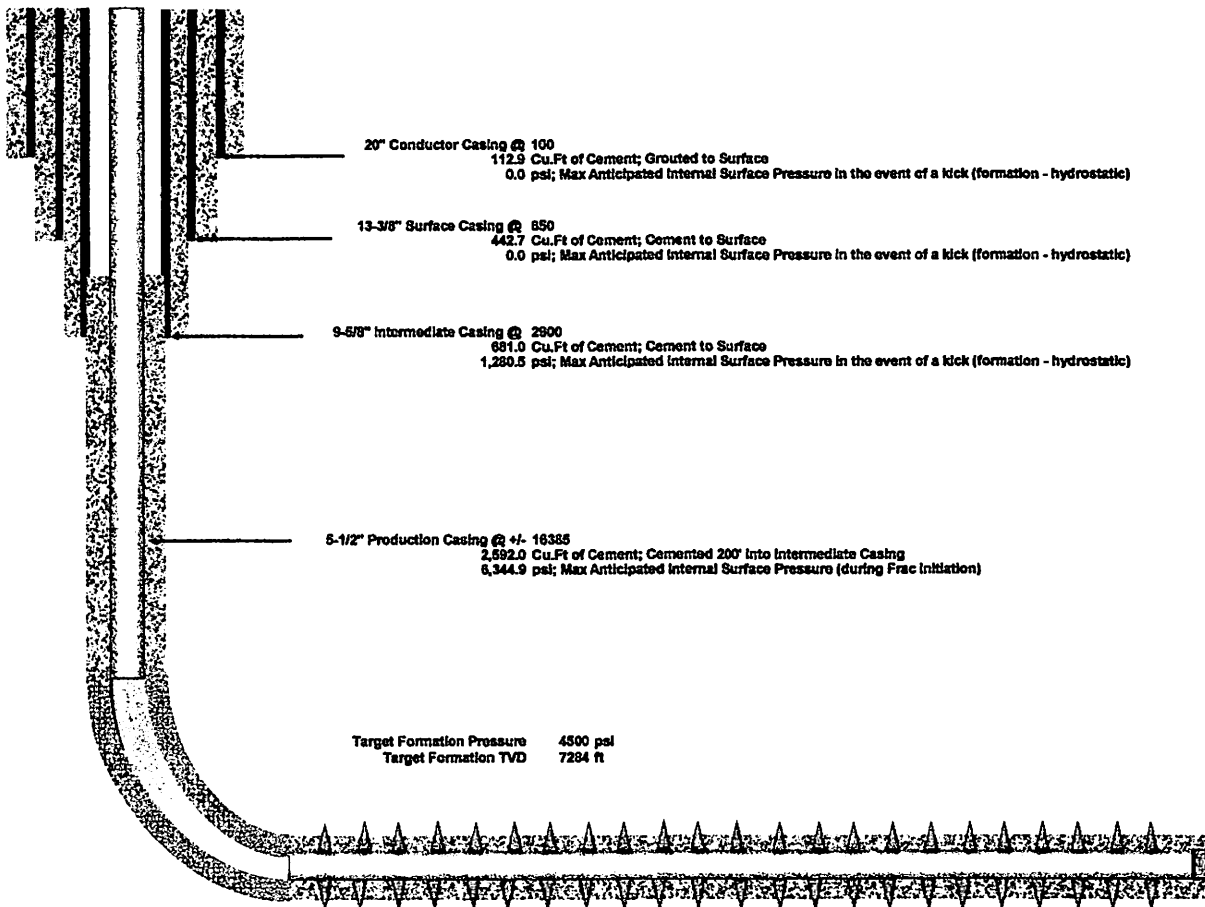 20" Conductor Casing @ 100
112.9 Cu.Ft of Cement; Grouted to Surface
0.0 psi; Max Anticipated Internal Surface Pressure in the event of a kick (formation - hydrostatic)
13-3/8" Surface Casing @ 850
442.7 Cu.Ft of Cement; Cement to Surface
0.0 psi; Max Anticipated Internal Surface Pressure in the event of a kick (formation - hydrostatic)
9-5/8" Intermediate Casing @ 2600
681.0 Cu.Ft of Cement; Cement to Surface
1,280.5 psi; Max Anticipated Internal Surface Pressure in the event of a kick (formation - hydrostatic)
5-1/2" Production Casing @ +/- 16385
2,592.0 Cu.Ft of Cement; Cemented 200' into Intermediate Casing
6,344.9 psi; Max Anticipated Internal Surface Pressure (during Frac Initiation)
Target Formation Pressure 4500 psi
Target Formation TVD 7284 ft